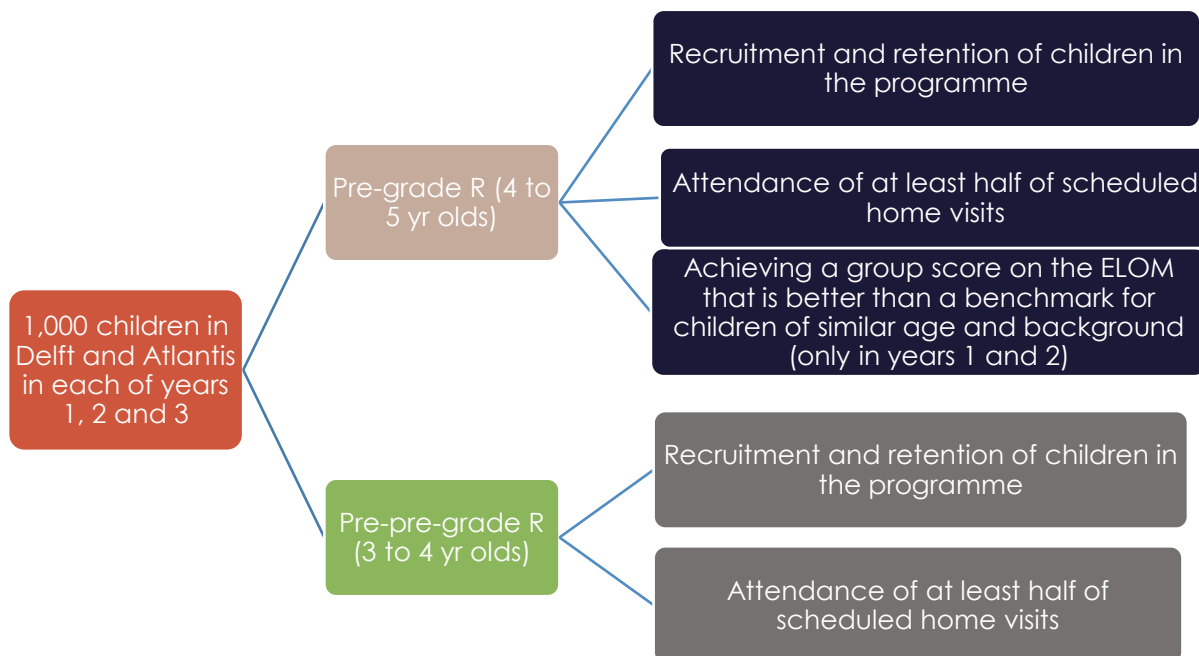 1,000 children in
Delft and Atlantis
in each of years
1, 2 and 3
Pre-grade R (4 to
5 yr olds)
Recruitment and retention of children in
the programme
Attendance of at least half of scheduled
home visits
Achieving a group score on the ELOM
that is better than a benchmark for
children of similar age and background
(only in years 1 and 2)
Pre-pre-grade R
(3 to 4 yr olds)
Recruitment and retention of children in
the programme
Attendance of at least half of
scheduled home visits